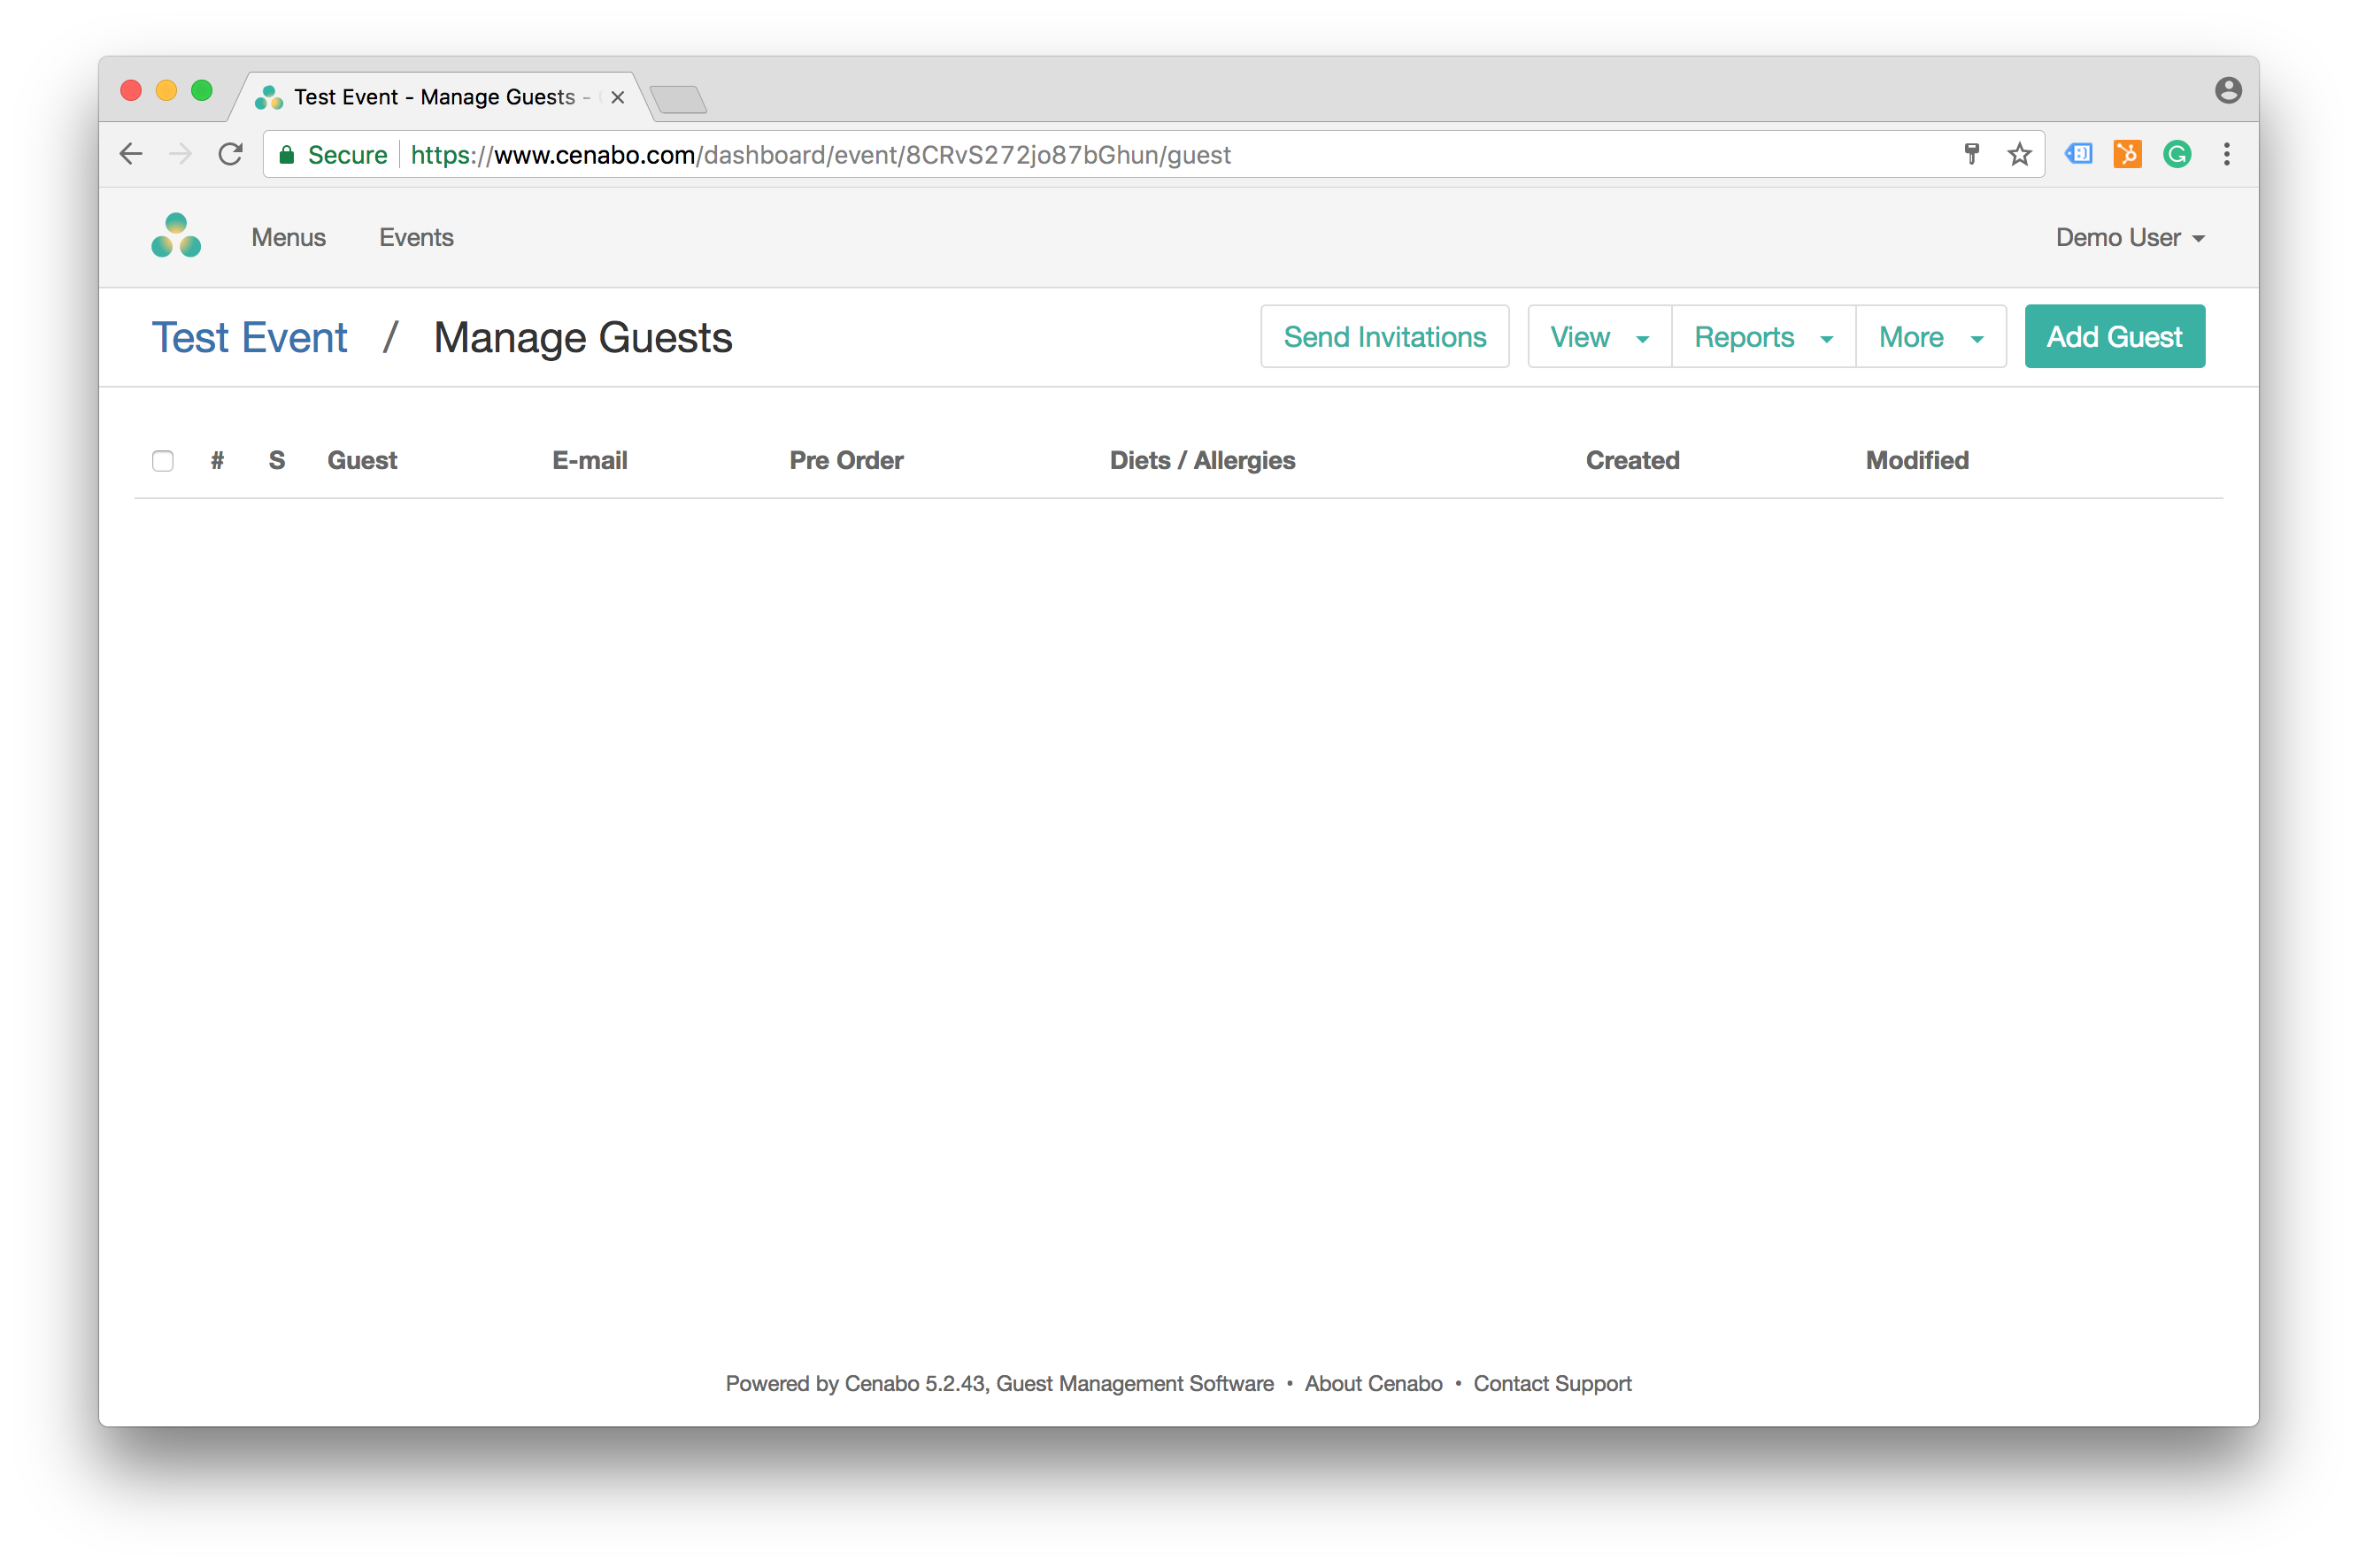 Test Event - Manage Guests -
Secure https://www.cenabo.com/dashboard/event/8CRvS272jo87bGhun/guest
Menus Events Demo User
Test Event / Manage Guests Send Invitations View Reports More Add Guest
# S Guest E-mail Pre Order Diets / Allergies Created Modified
Powered by Cenabo 5.2.43, Guest Management Software • About Cenabo • Contact Support